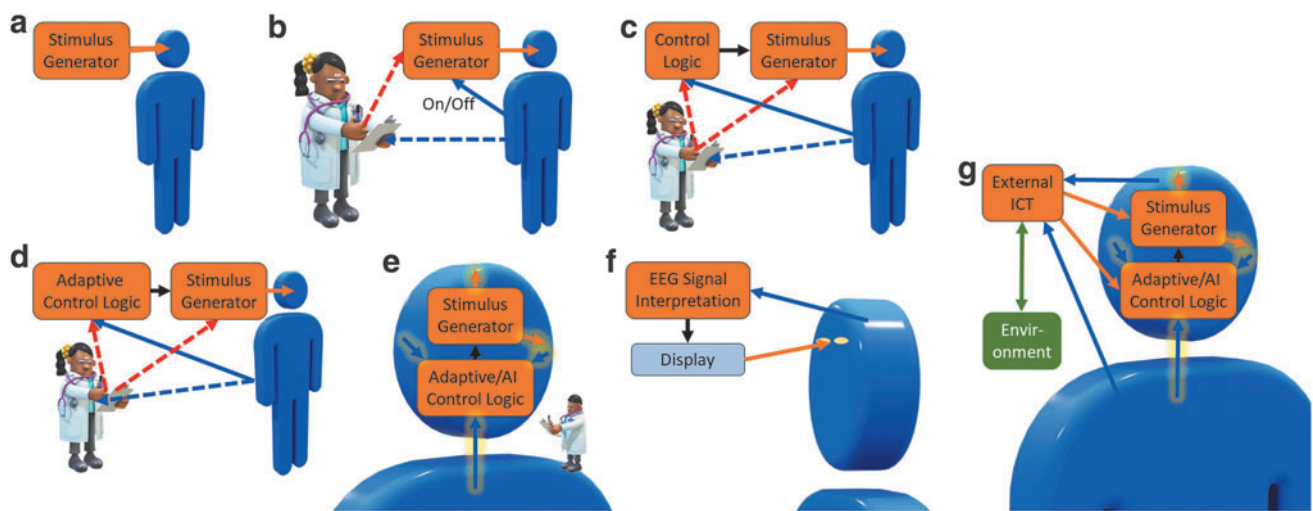 a
Stimulus
Generator
b
Stimulus
Generator
On/Off
c
Control
Logic
Stimulus
Generator
d
Adaptive
Control Logic
Stimulus
Generator
e
Stimulus
Generator
Adaptive/AI
Control Logic
f
EEG Signal
Interpretation
Display
g
External
ICT
Stimulus
Generator
Adaptive/AI
Control Logic
Envir-
onment